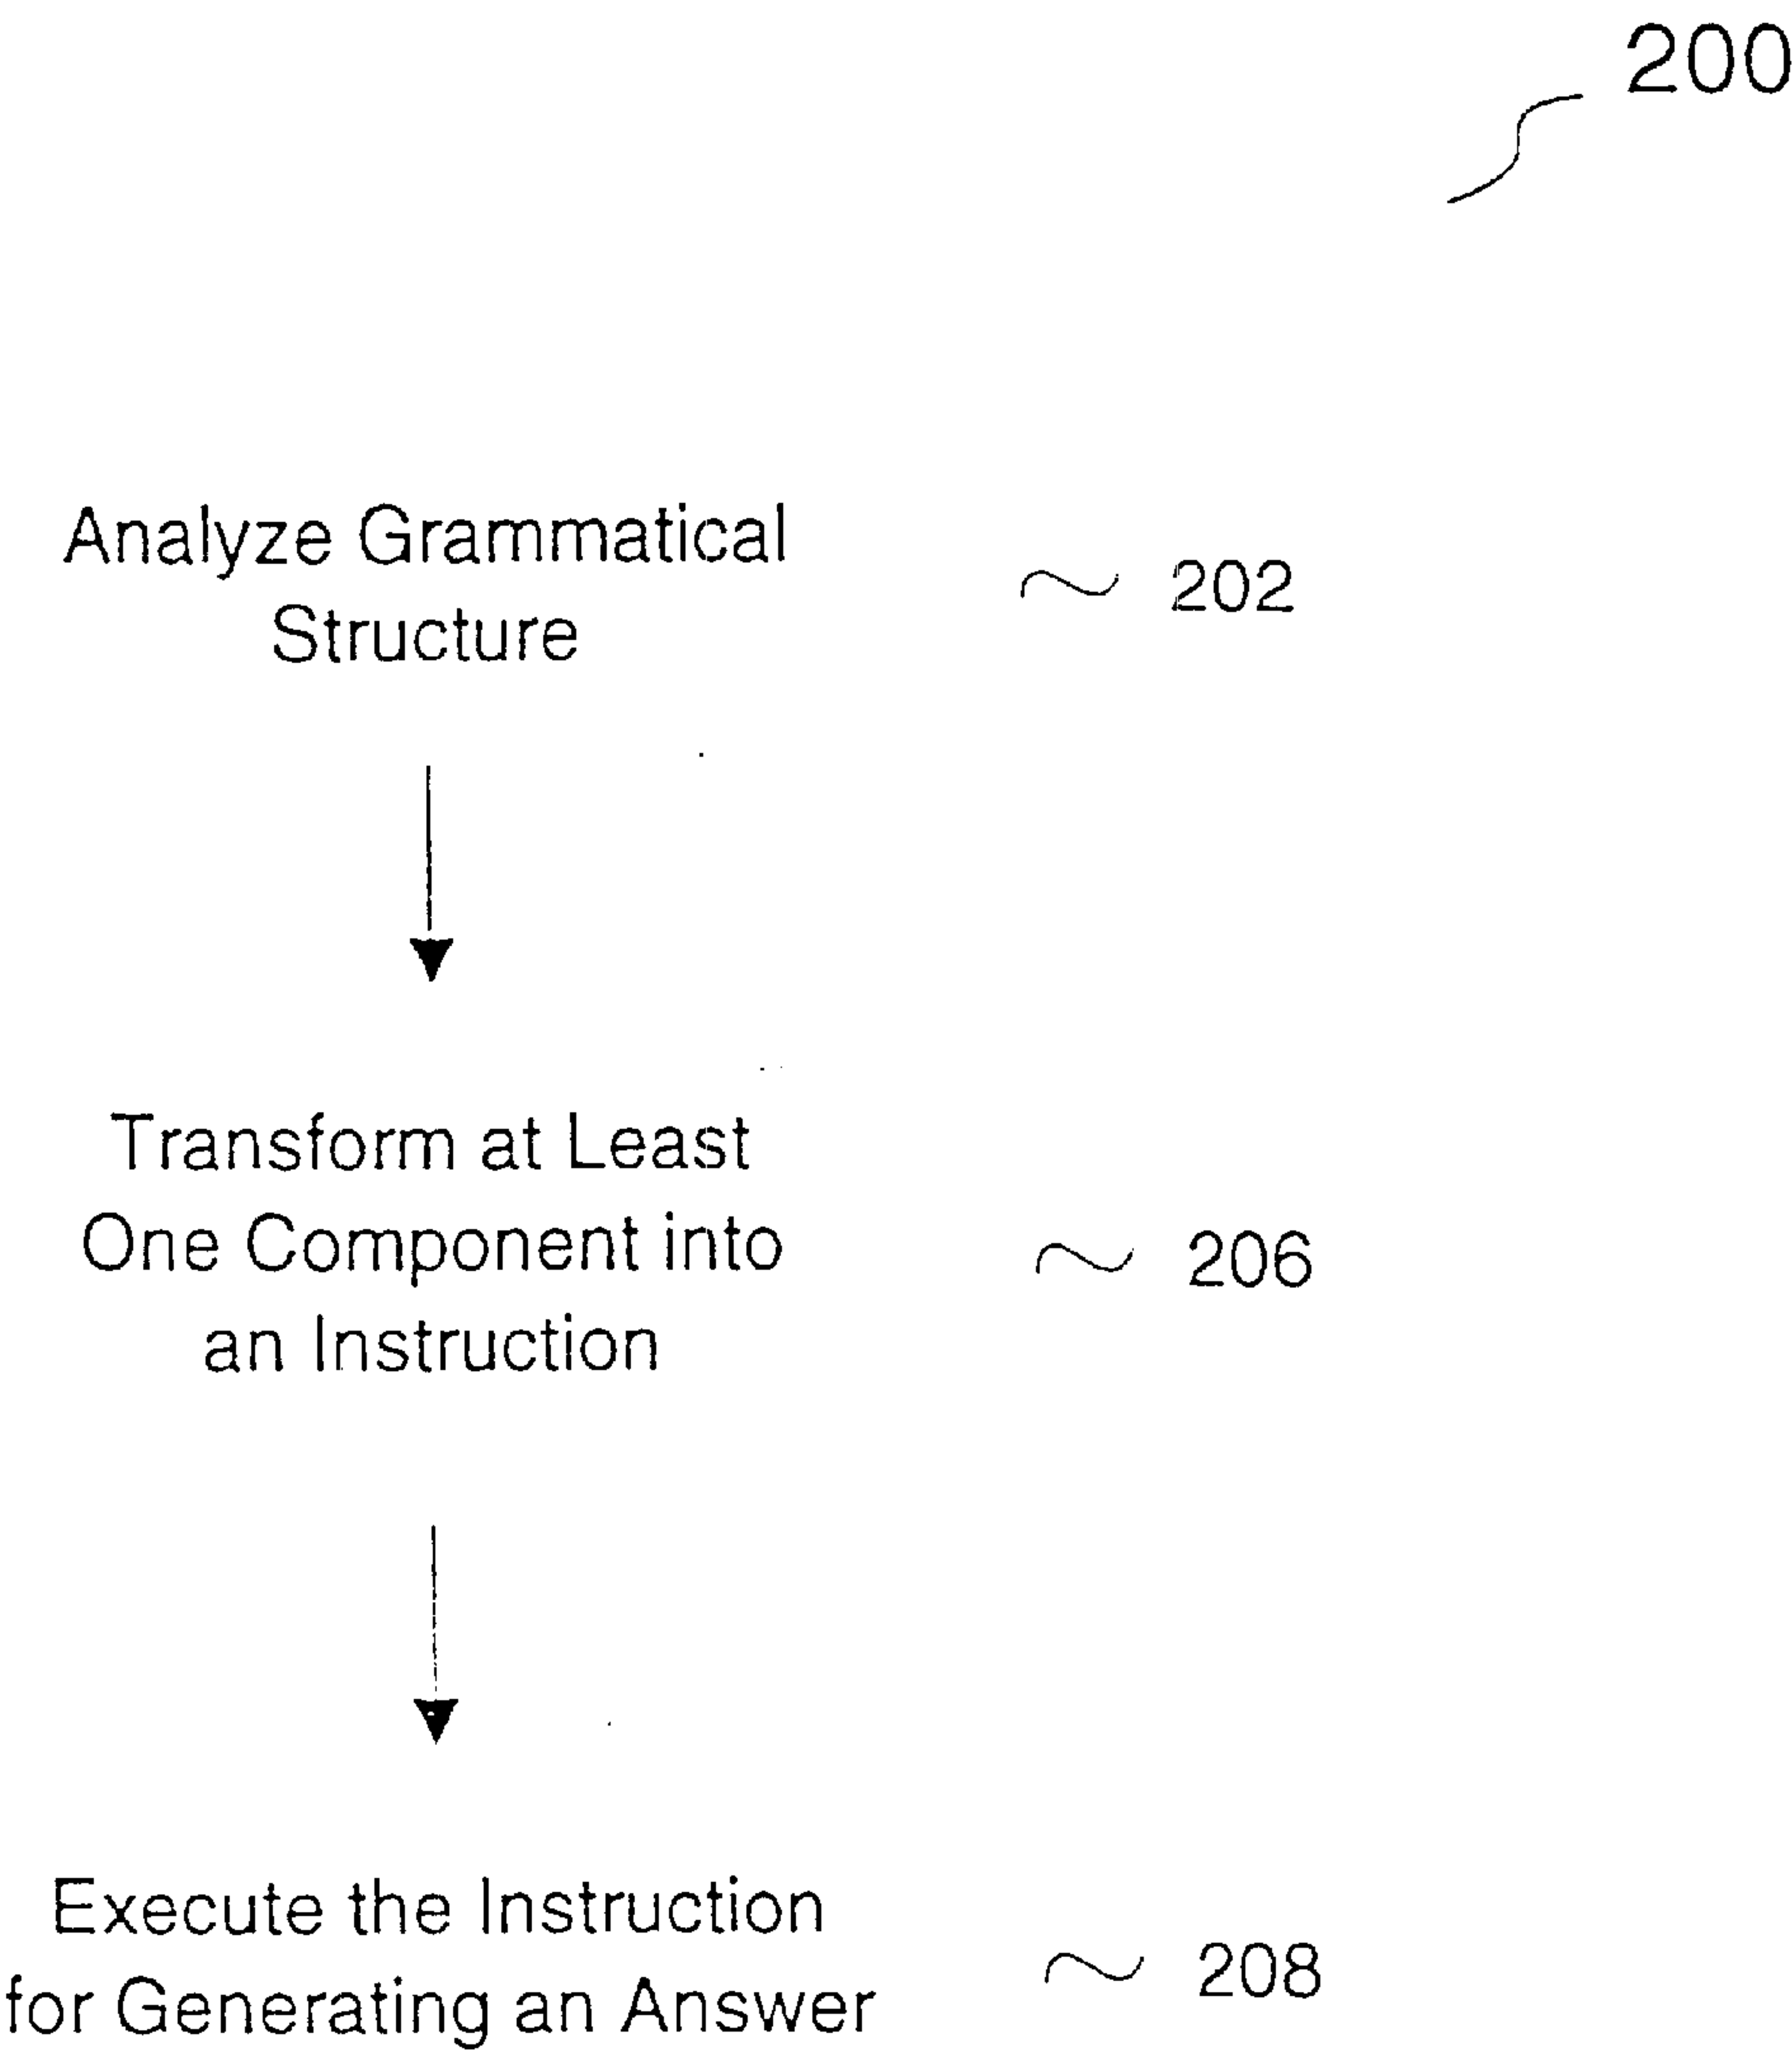 200
Analyze Grammatical
Structure
202
Transform at Least
One Component into
an Instruction
206
Execute the Instruction
for Generating an Answer
208